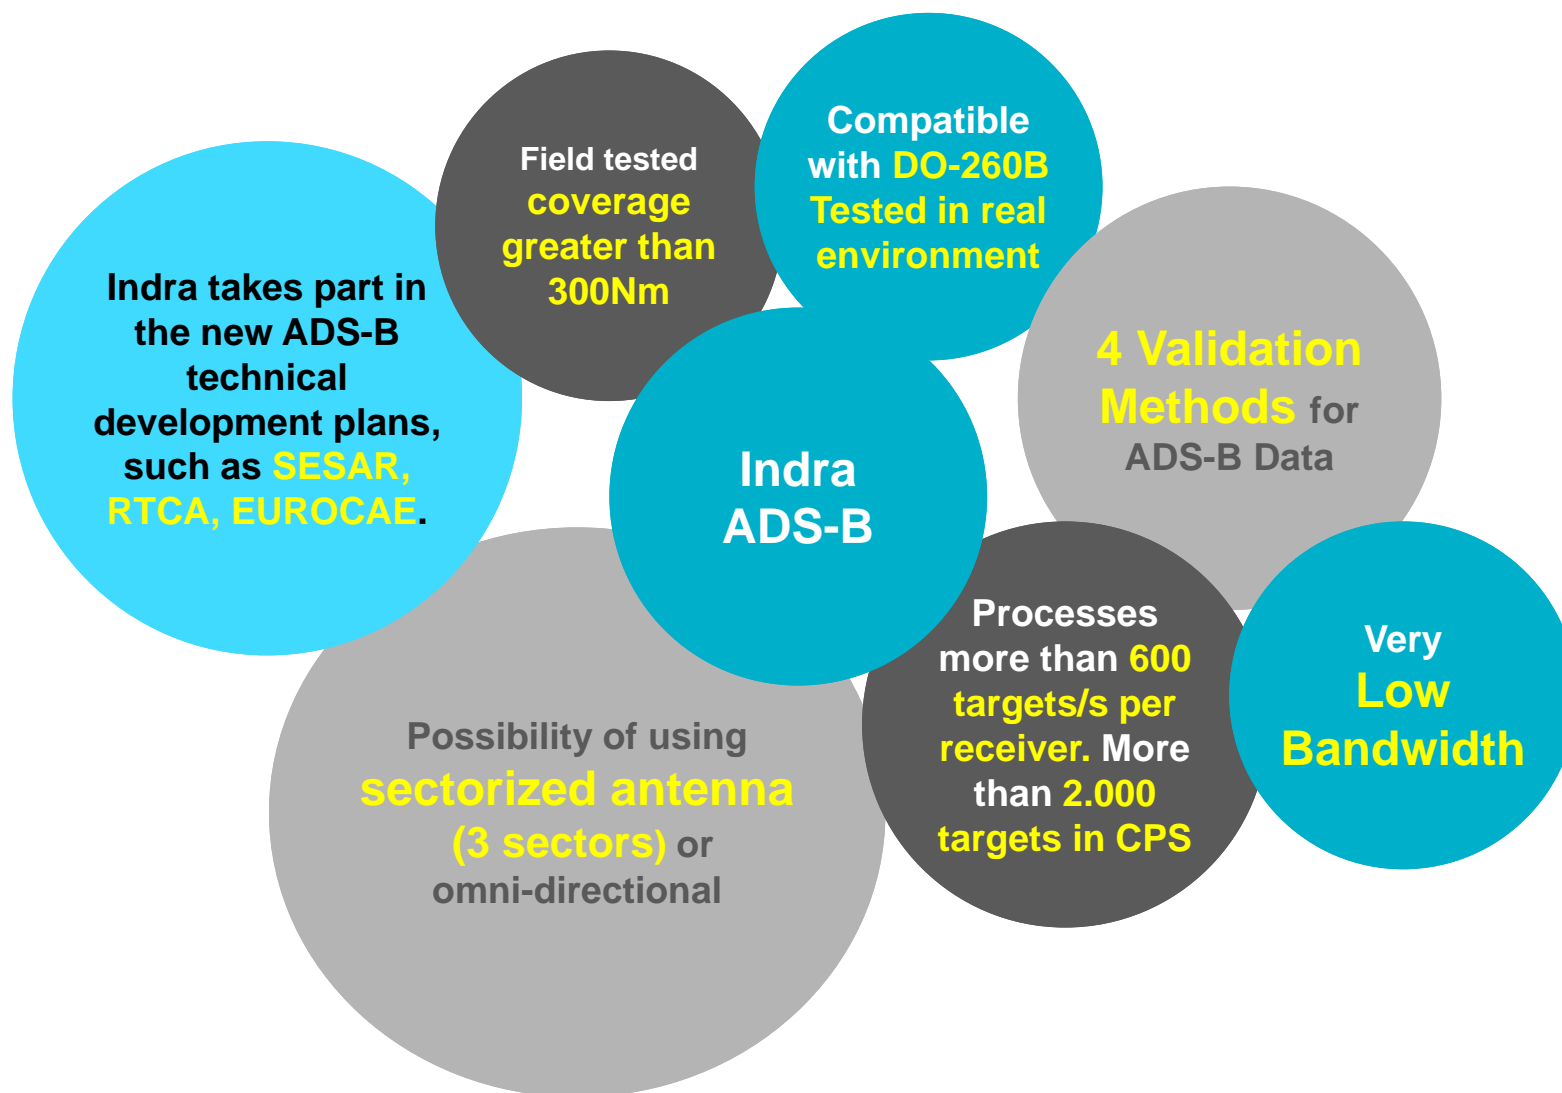 Indra takes part in
the new ADS-B
technical
development plans,
such as SESAR,
RTCA, EUROCAE.
Field tested
coverage
greater than
300Nm
Compatible
with DO-260B
Tested in real
environment
4 Validation
Methods for
ADS-B Data
Indra
ADS-B
Possibility of using
sectorized antenna
(3 sectors) or
omni-directional
Processes
more than 600
targets/s per
receiver. More
than 2.000
targets in CPS
Very
Low
Bandwidth